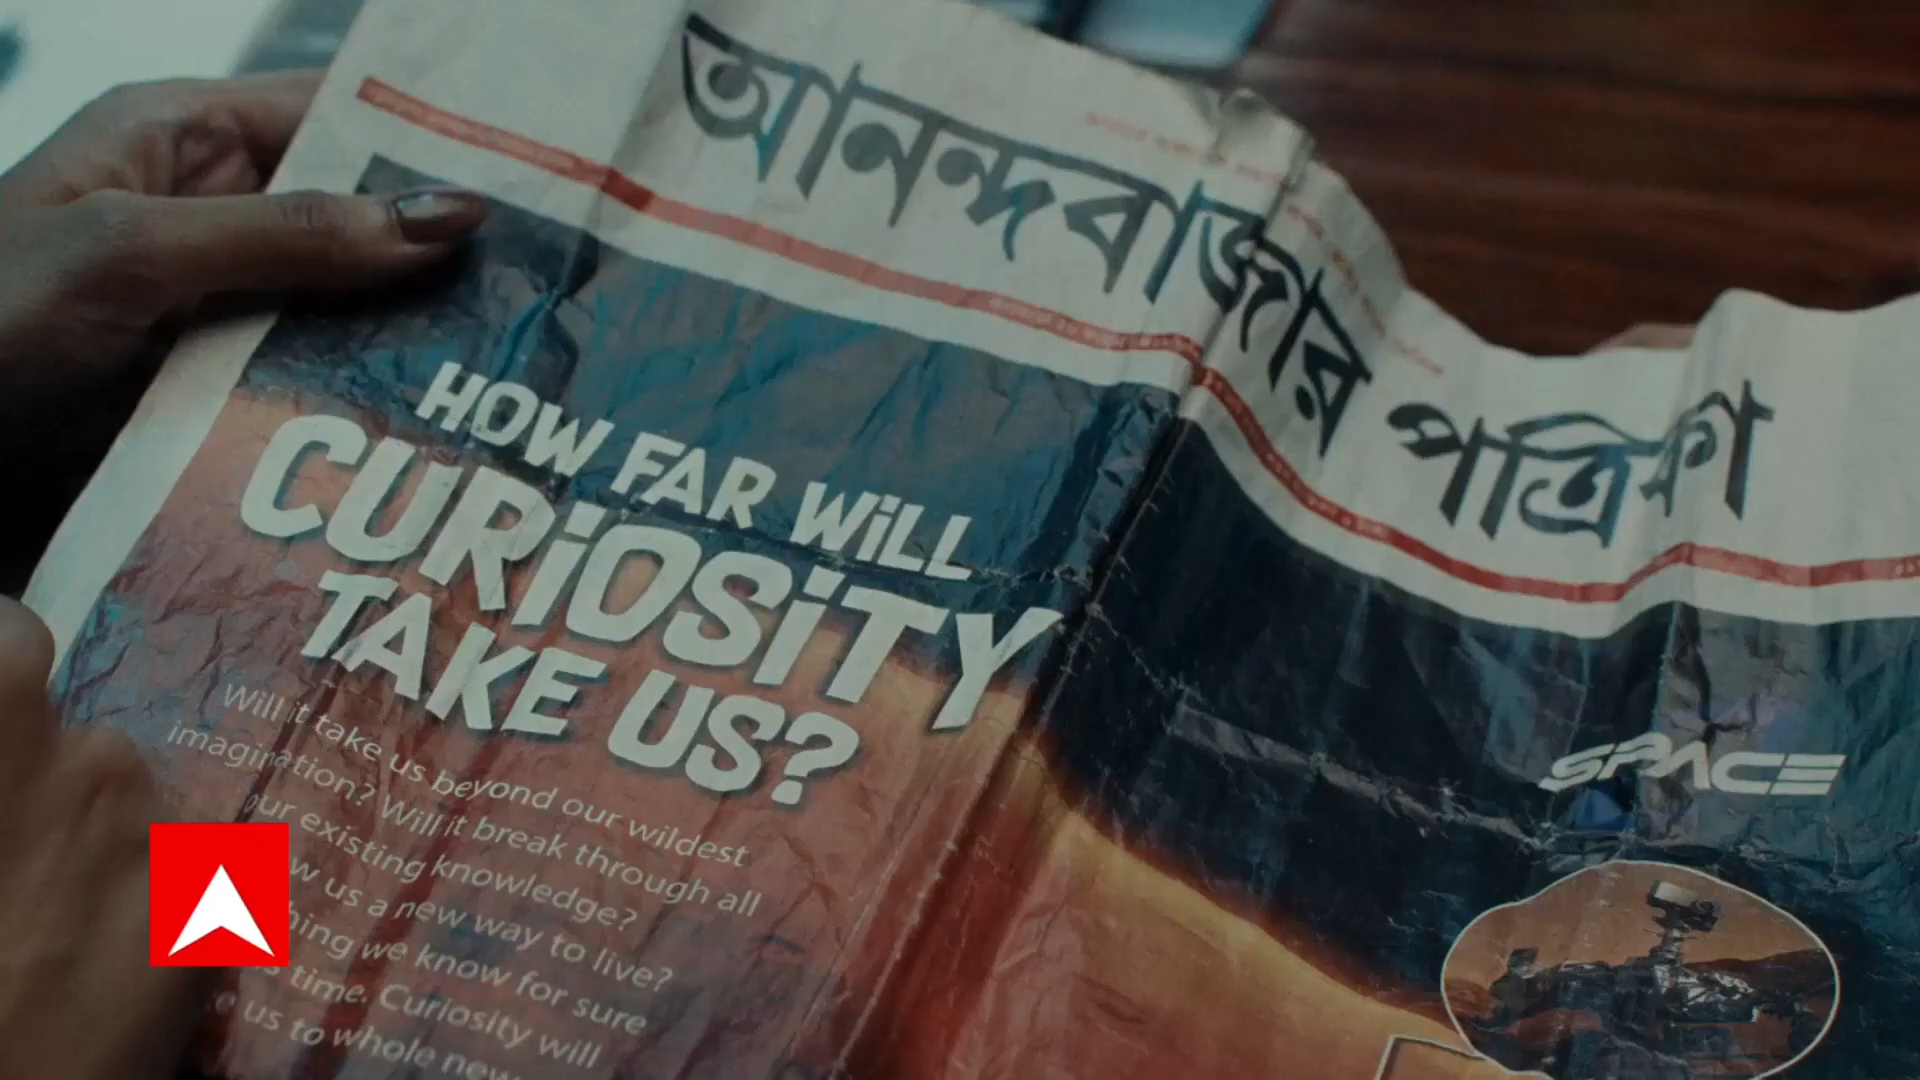 আনন্দবাজার পত্রিকা
HOW FAR WiLL
CURiOSiTY
TAKE US?
Will it take us beyond our wildest
imagination? Will it break through all
our existing knowledge?
us a new way to live?
we know for sure
time. Curiosity will
us to whole new
SPACE